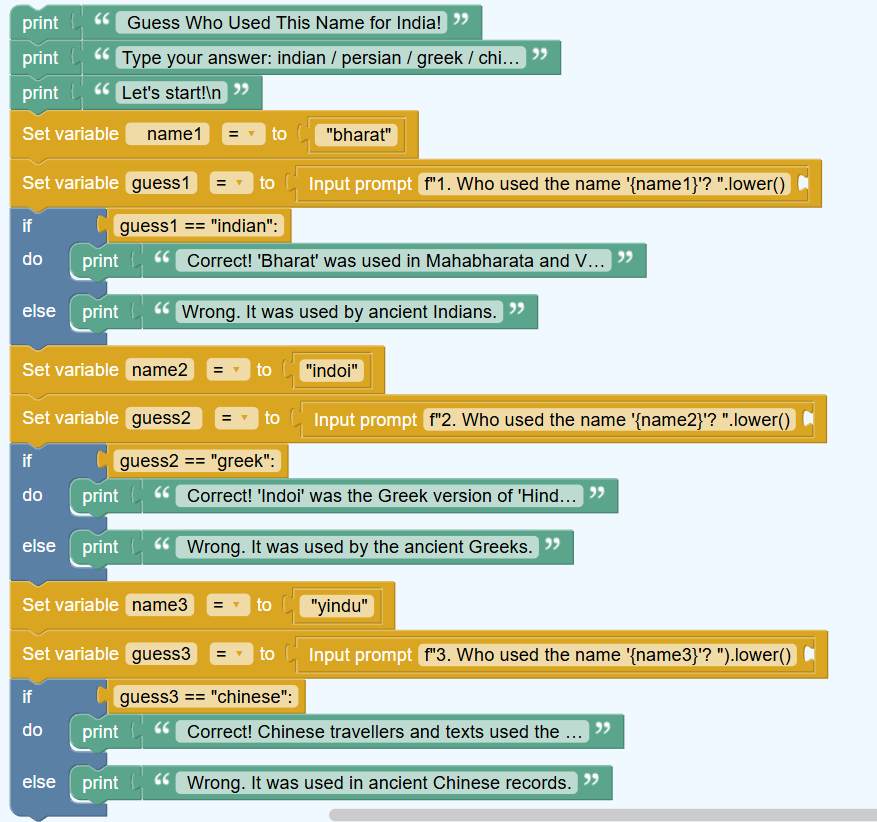 print “ Guess Who Used This Name for India! ”
print “ Type your answer: indian / persian / greek / chi... ”
print “ Let's start!\n ”
Set variable name1 = ▾ to "bharat"
Set variable guess1 = ▾ to Input prompt f"1. Who used the name '{name1}'? ".lower()
if guess1 == "indian":
do print “ Correct! 'Bharat' was used in Mahabharata and V... ”
else print “ Wrong. It was used by ancient Indians. ”
Set variable name2 = ▾ to "indoi"
Set variable guess2 = ▾ to Input prompt f"2. Who used the name '{name2}'? ".lower()
if guess2 == "greek":
do print “ Correct! 'Indoi' was the Greek version of 'Hind... ”
else print “ Wrong. It was used by the ancient Greeks. ”
Set variable name3 = ▾ to "yindu"
Set variable guess3 = ▾ to Input prompt f"3. Who used the name '{name3}'? ").lower()
if guess3 == "chinese":
do print “ Correct! Chinese travellers and texts used the ... ”
else print “ Wrong. It was used in ancient Chinese records. ”